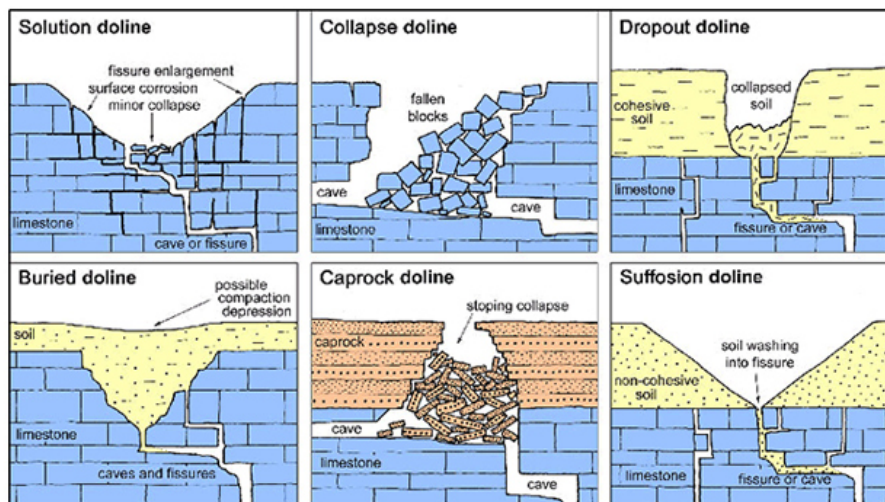 Solution doline
fissure enlargement
surface corrosion
minor collapse
limestone
cave or fissure
Collapse doline
fallen
blocks
cave
cave
limestone
Dropout doline
collapsed
soil
cohesive
soil
limestone
fissure or cave
Buried doline
possible
compaction
depression
soil
limestone
caves and fissures
Caprock doline
stoping collapse
caprock
cave
limestone
cave
Suffosion doline
soil washing
into fissure
non-cohesive
soil
limestone
fissure or cave